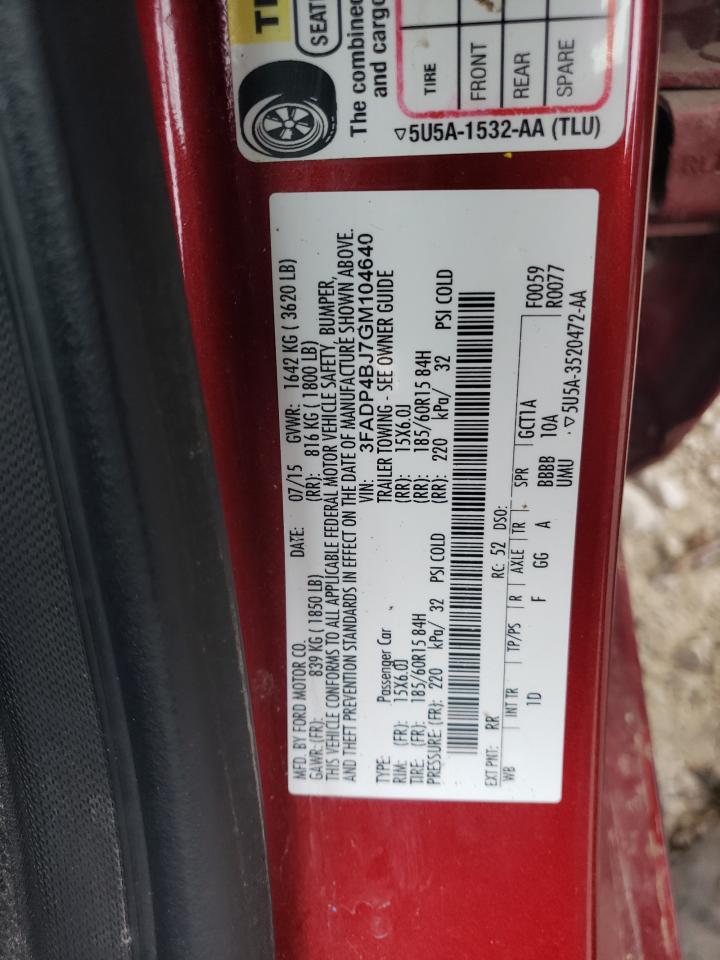 SEATI
The combined
and cargo
TIRE
FRONT
REAR
SPARE
5U5A-1532-AA (TLU)
MFD. BY FORD MOTOR CO. DATE: 07/15 GVWR: 1642 KG ( 3620 LB)
GAWR: (FR): 839 KG ( 1850 LB) (RR): 816 KG ( 1800 LB)
THIS VEHICLE CONFORMS TO ALL APPLICABLE FEDERAL MOTOR VEHICLE SAFETY, BUMPER,
AND THEFT PREVENTION STANDARDS IN EFFECT ON THE DATE OF MANUFACTURE SHOWN ABOVE.
VIN: 3FADP4BJ7GM104640
TYPE: Passenger Car TRAILER TOWING - SEE OWNER GUIDE
RIM: (FR): 15X6.0J (RR): 15X6.0J
TIRE: (FR): 185/60R15 84H (RR): 185/60R15 84H
PRESSURE: (FR): 220 kPa/ 32 PSI COLD (RR): 220 kPa/ 32 PSI COLD
EXT PNT: RR RC: 52 DSO: F0059
WB INT TR TP/PS R AXLE TR SPR GCT1A R0077
1D F GG A BBBB 10A
UMU 5U5A-3520472-AA